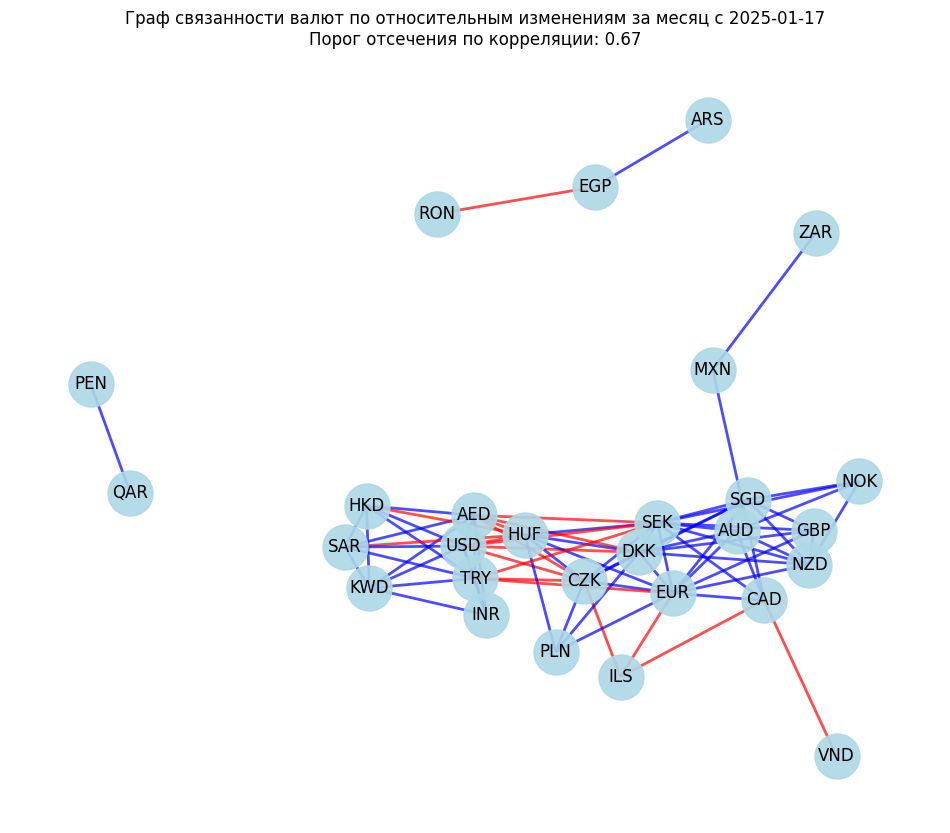 Граф связанности валют по относительным изменениям за месяц с 2025-01-17
Порог отсечения по корреляции: 0.67
ARS
EGP
RON
ZAR
MXN
PEN
QAR
NOK
SGD
HKD
AED
SEK
AUD
GBP
HUF
USD
SAR
DKK
NZD
TRY
CZK
KWD
EUR
CAD
INR
PLN
ILS
VND